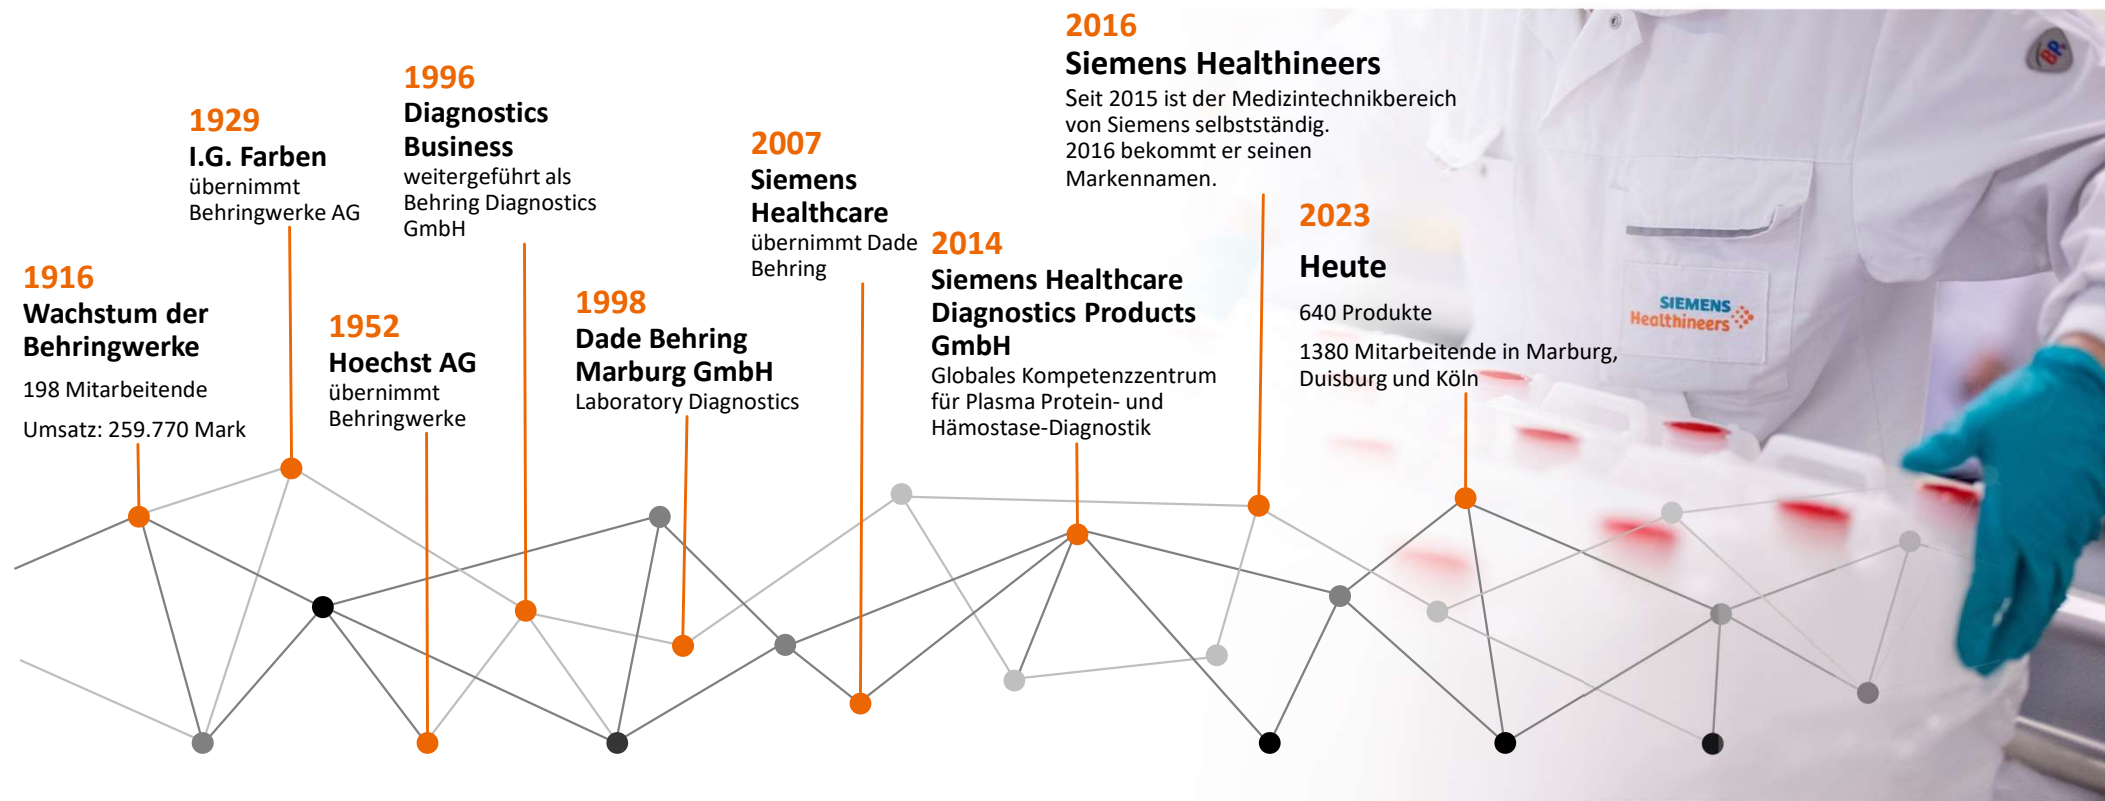 1916
Wachstum der
Behringwerke
198 Mitarbeitende
Umsatz: 259.770 Mark
1929
I.G. Farben
übernimmt
Behringwerke AG
1952
Hoechst AG
übernimmt
Behringwerke
1996
Diagnostics
Business
weitergeführt als
Behring Diagnostics
GmbH
1998
Dade Behring
Marburg GmbH
Laboratory Diagnostics
2007
Siemens
Healthcare
übernimmt Dade
Behring
2014
Siemens Healthcare
Diagnostics Products
GmbH
Globales Kompetenzzentrum
für Plasma Protein- und
Hämostase-Diagnostik
2016
Siemens Healthineers
Seit 2015 ist der Medizintechnikbereich
von Siemens selbstständig.
2016 bekommt er seinen
Markennamen.
2023
Heute
640 Produkte
1380 Mitarbeitende in Marburg,
Duisburg und Köln
SIEMENS
Healthineers
BP